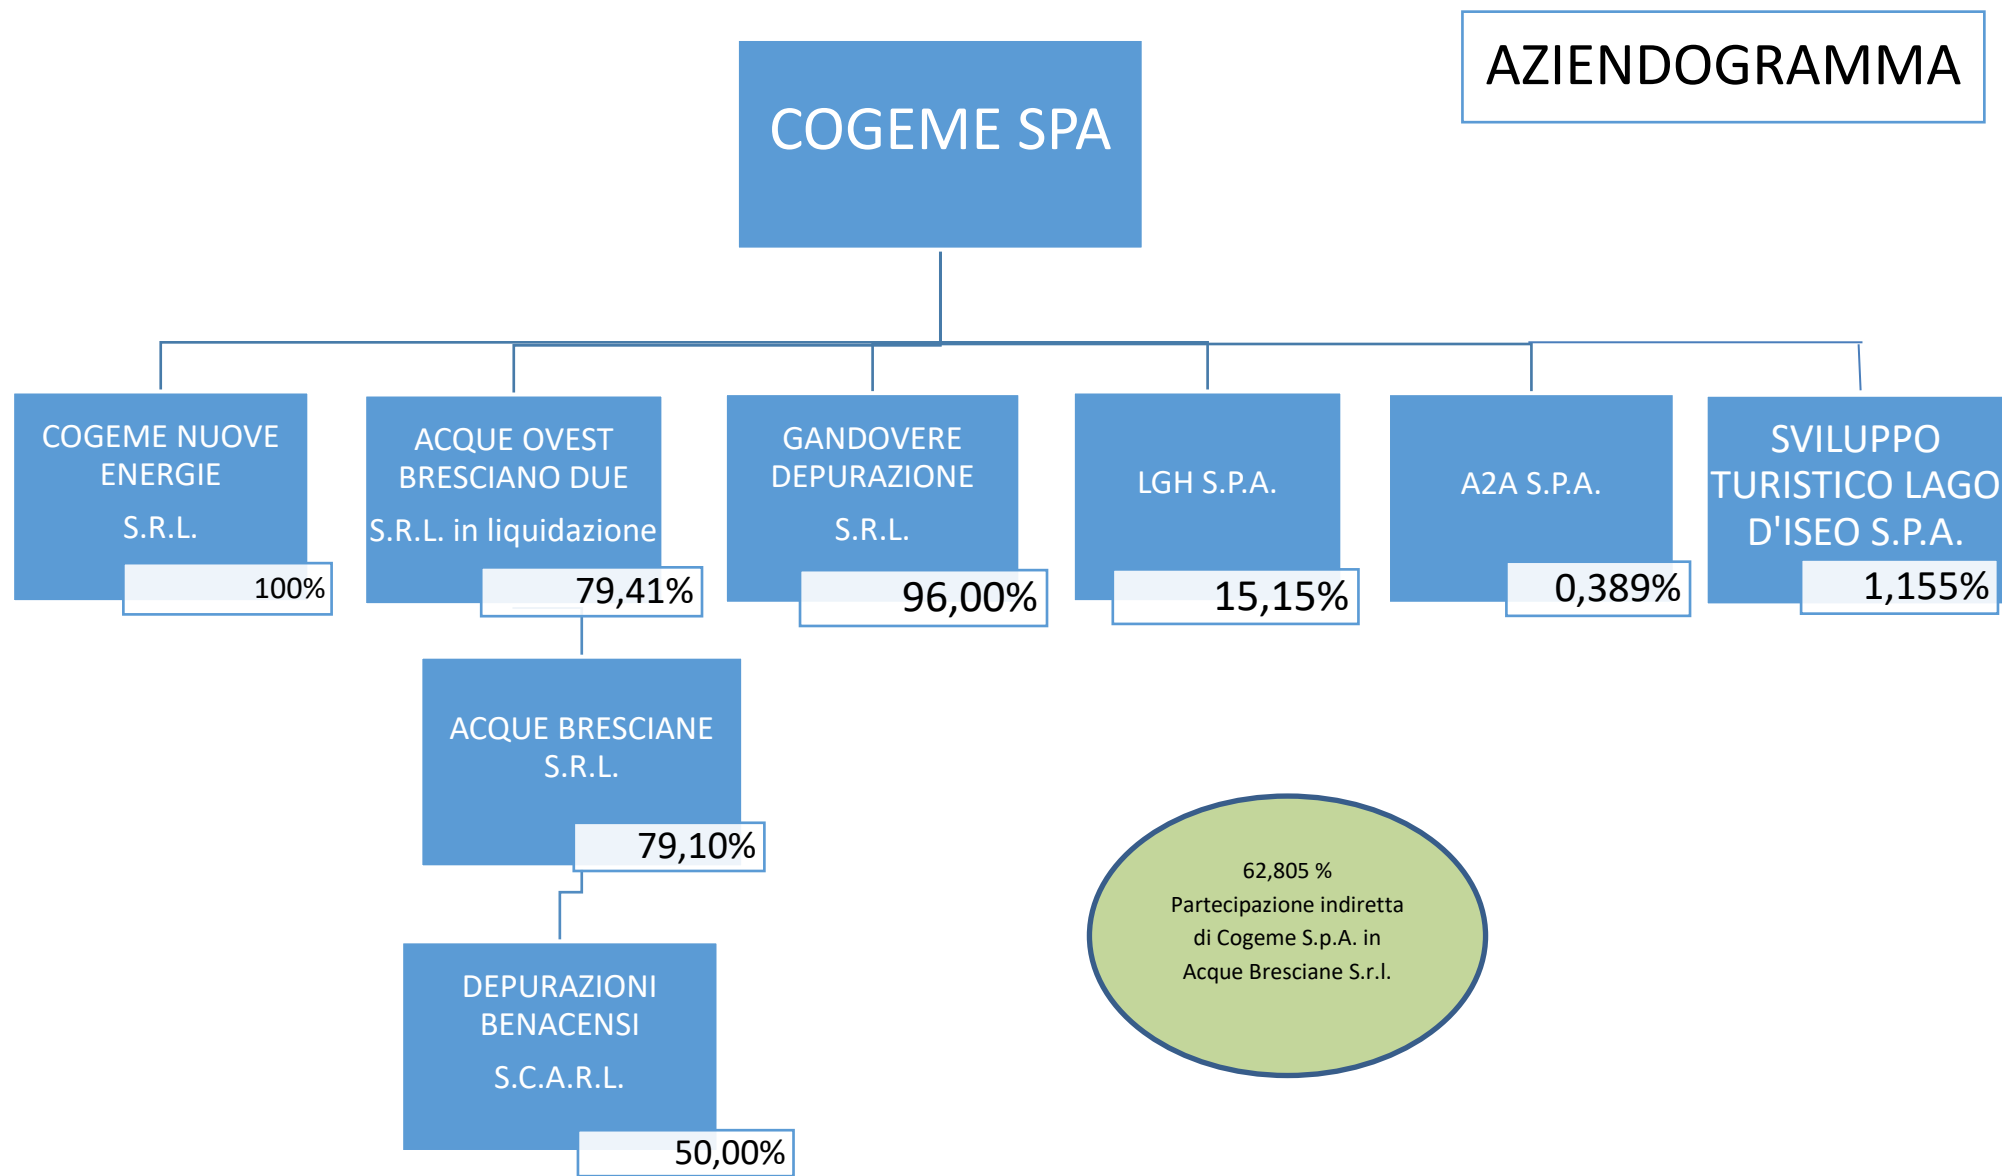 AZIENDOGRAMMA
COGEME SPA
COGEME NUOVE
ENERGIE
S.R.L.
100%
ACQUE OVEST
BRESCIANO DUE
S.R.L. in liquidazione
79,41%
GANDOVERE
DEPURAZIONE
S.R.L.
96,00%
LGH S.P.A.
15,15%
A2A S.P.A.
0,389%
SVILUPPO
TURISTICO LAGO
D'ISEO S.P.A.
1,155%
ACQUE BRESCIANE
S.R.L.
79,10%
DEPURAZIONI
BENACENSI
S.C.A.R.L.
50,00%
62,805 %
Partecipazione indiretta
di Cogeme S.p.A. in
Acque Bresciane S.r.l.